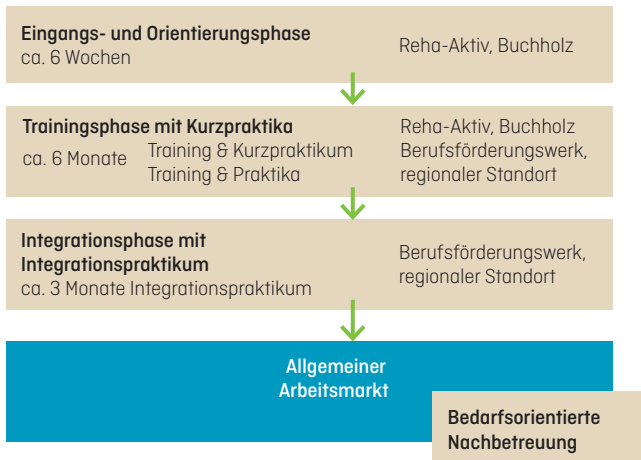 Eingangs- und Orientierungsphase
ca. 6 Wochen
Reha-Aktiv, Buchholz
Trainingsphase mit Kurzpraktika
ca. 6 Monate
Training & Kurzpraktikum
Training & Praktika
Reha-Aktiv, Buchholz
Berufsförderungswerk,
regionaler Standort
Integrationsphase mit
Integrationspraktikum
ca. 3 Monate Integrationspraktikum
Berufsförderungswerk,
regionaler Standort
Allgemeiner
Arbeitsmarkt
Bedarfsorientierte
Nachbetreuung